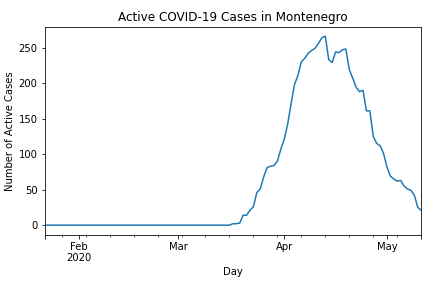 Active COVID-19 Cases in Montenegro
Number of Active Cases
250
200
150
100
50
0
Feb
2020
Mar
Apr
May
Day